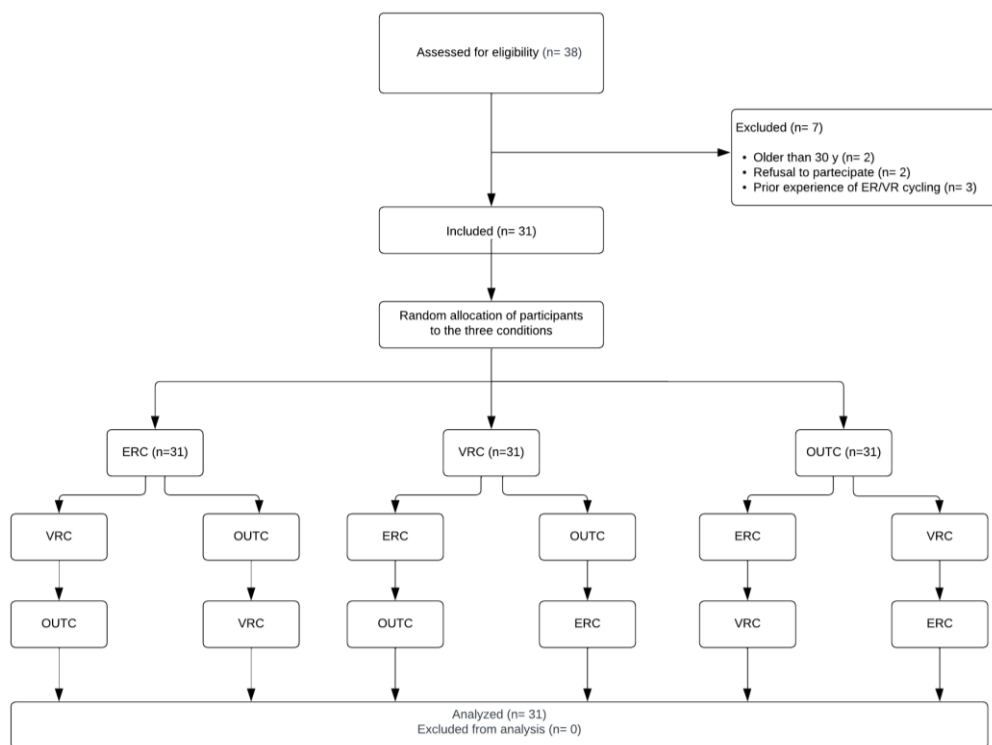 Assessed for eligibility (n= 38)
Excluded (n= 7)
• Older than 30 y (n= 2)
• Refusal to partecipate (n= 2)
• Prior experience of ER/VR cycling (n= 3)
Included (n= 31)
Random allocation of participants
to the three conditions
ERC (n=31)
VRC (n=31)
OUTC (n=31)
VRC
OUTC
ERC
OUTC
ERC
VRC
OUTC
VRC
OUTC
ERC
VRC
ERC
Analyzed (n= 31)
Excluded from analysis (n= 0)